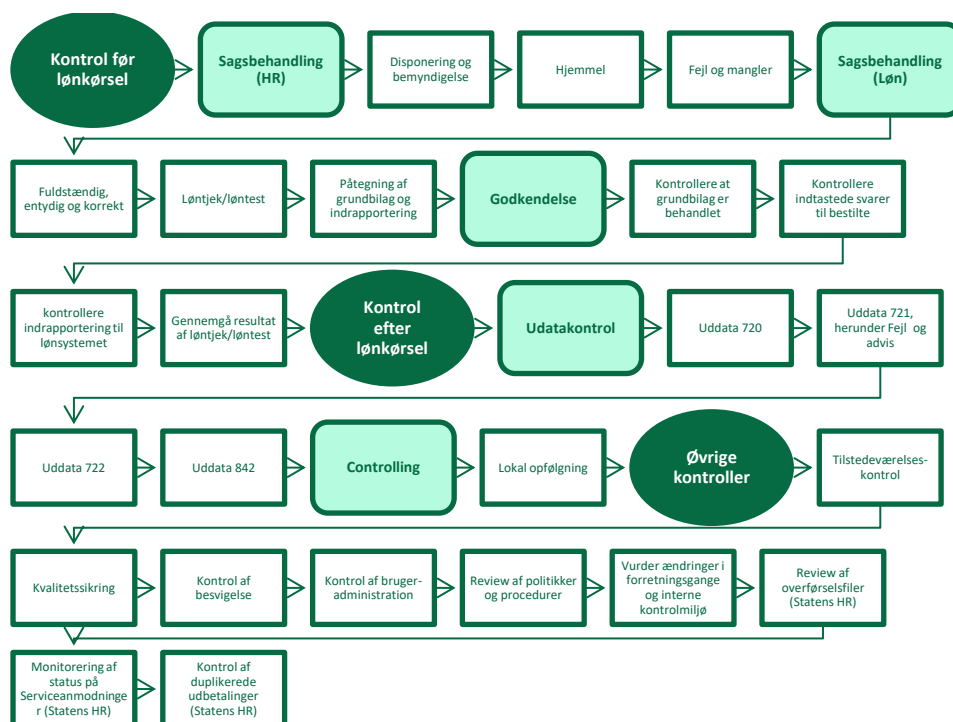 Kontrol før
lønkørsel
Sagsbehandling
(HR)
Disponering og
bemyndigelse
Hjemmel
Fejl og mangler
Sagsbehandling
(Løn)
Fuldstændig,
entydig og korrekt
Løntjek/løntest
Påtegning af
grundbilag og
indrapportering
Godkendelse
Kontrollere at
grundbilag er
behandlet
Kontrollere
indtastede svarer
til bestilte
kontrollere
indrapportering til
lønsystemet
Gennemgå resultat
af løntjek/løntest
Kontrol
efter
lønkørsel
Udatakontrol
Uddata 720
Uddata 721,
herunder Fejl og
advis
Uddata 722
Uddata 842
Controlling
Lokal opfølgning
Øvrige
kontroller
Tilstedeværelses-
kontrol
Kvalitetssikring
Kontrol af
besvigelse
Kontrol af bruger-
administration
Review af politikker
og procedurer
Vurder ændringer i
forretningsgange
og interne
kontrolmiljø
Review af
overførselsfiler
(Statens HR)
Monitorering af
status på
Serviceanmodninge
r (Statens HR)
Kontrol af
duplikerede
udbetalinger
(Statens HR)